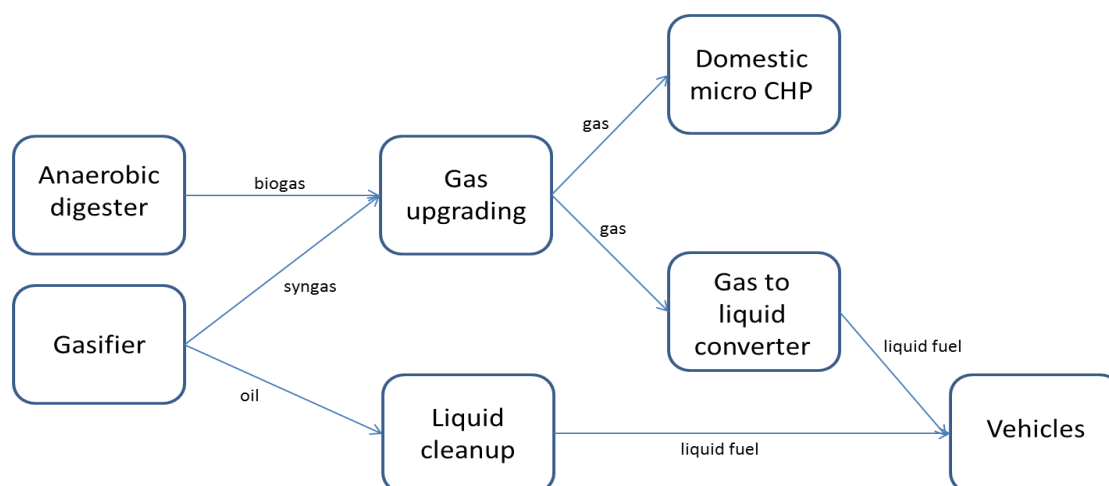 Domestic
micro CHP
gas
Anaerobic
digester
biogas
Gas
upgrading
gas
syngas
Gas to
liquid
converter
Gasifier
liquid fuel
oil
Liquid
cleanup
liquid fuel
Vehicles